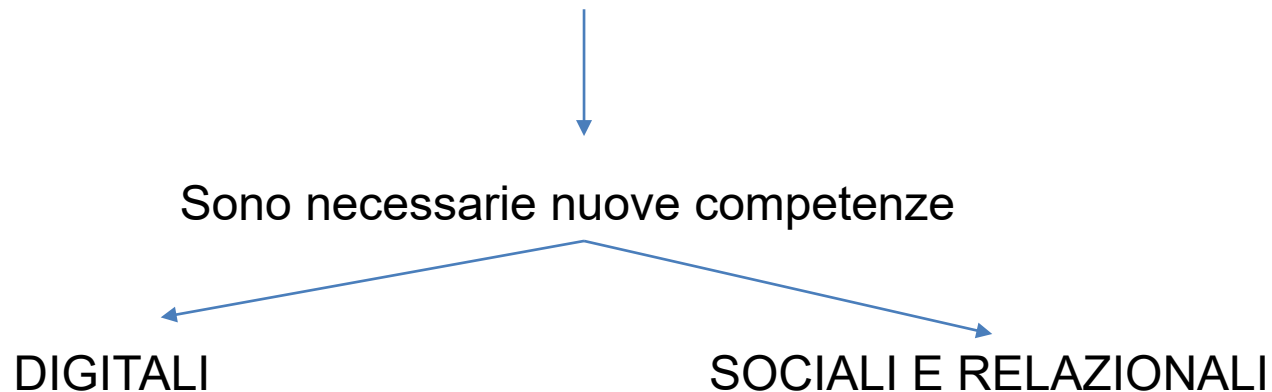 Sono necessarie nuove competenze
DIGITALI
SOCIALI E RELAZIONALI